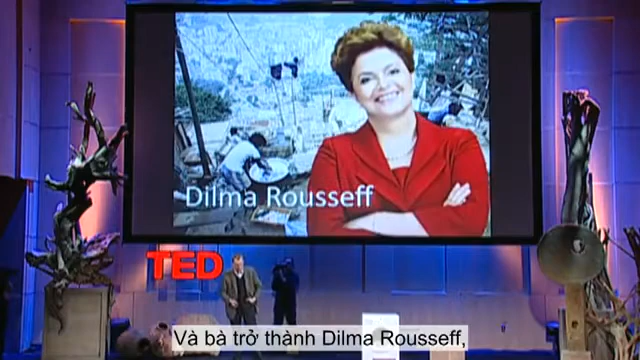 Dilma Rousseff
TED
Và bà trở thành Dilma Rousseff,